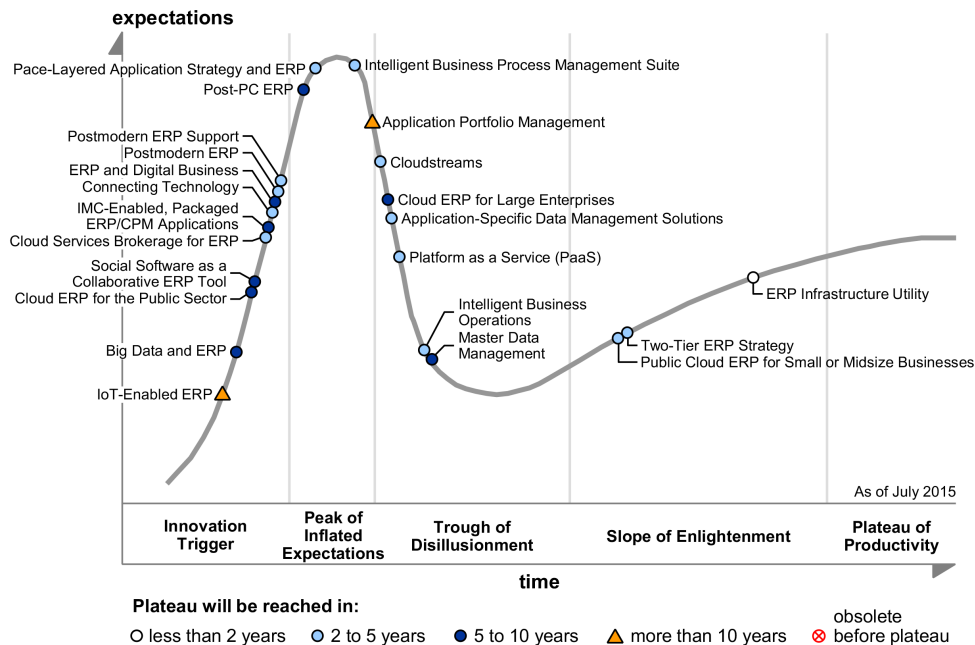 expectations
Pace-Layered Application Strategy and ERP
Intelligent Business Process Management Suite
Post-PC ERP
Application Portfolio Management
Postmodern ERP Support
Postmodern ERP
Cloudstreams
ERP and Digital Business
Connecting Technology
Cloud ERP for Large Enterprises
IMC-Enabled, Packaged
ERP/CPM Applications
Application-Specific Data Management Solutions
Cloud Services Brokerage for ERP
Platform as a Service (PaaS)
Social Software as a
Collaborative ERP Tool
Cloud ERP for the Public Sector
ERP Infrastructure Utility
Intelligent Business
Operations
Master Data
Management
Two-Tier ERP Strategy
Public Cloud ERP for Small or Midsize Businesses
Big Data and ERP
IoT-Enabled ERP
As of July 2015
Innovation
Trigger
Peak of
Inflated
Expectations
Trough of
Disillusionment
Slope of Enlightenment
Plateau of
Productivity
time
Plateau will be reached in:
less than 2 years
2 to 5 years
5 to 10 years
more than 10 years
obsolete
before plateau